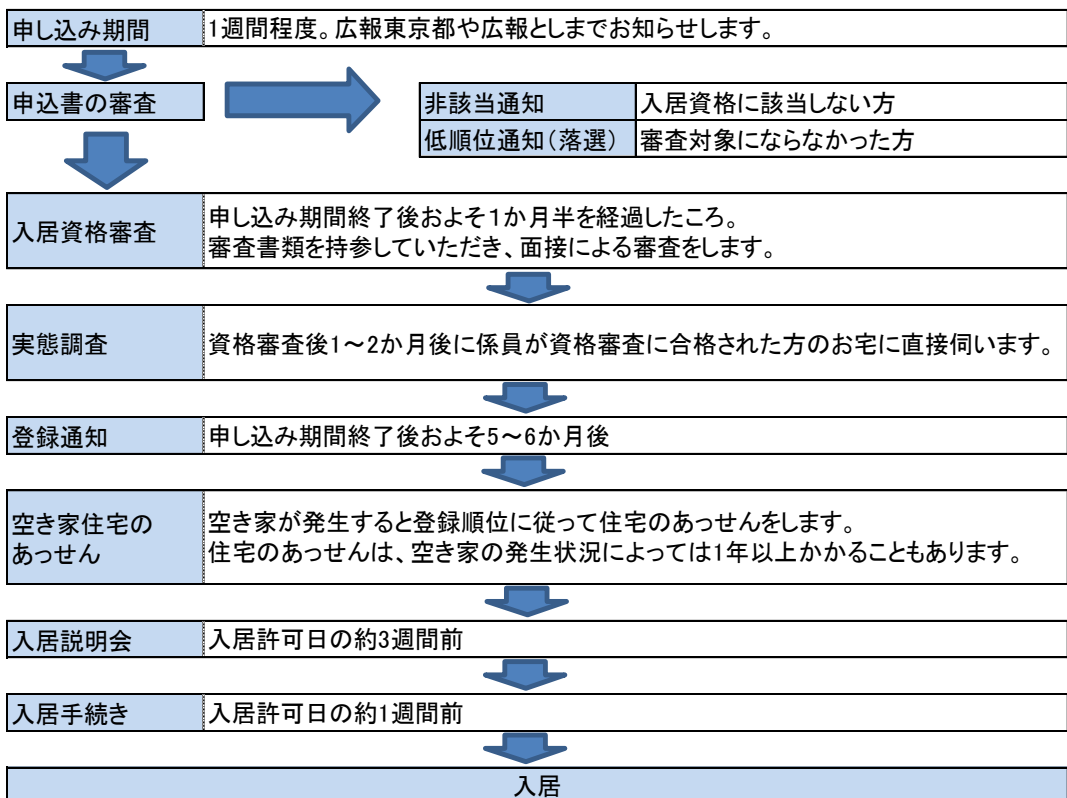 申し込み期間
1週間程度。広報東京都や広報としまでお知らせします。
申込書の審査
非該当通知
入居資格に該当しない方
低順位通知(落選)
審査対象にならなかった方
入居資格審査
申し込み期間終了後およそ1か月半を経過したころ。
審査書類を持参していただき、面接による審査をします。
実態調査
資格審査後1~2か月後に係員が資格審査に合格された方のお宅に直接伺います。
登録通知
申し込み期間終了後およそ5~6か月後
空き家住宅の
あっせん
空き家が発生すると登録順位に従って住宅のあっせんをします。
住宅のあっせんは、空き家の発生状況によっては1年以上かかることもあります。
入居説明会
入居許可日の約3週間前
入居手続き
入居許可日の約1週間前
入居